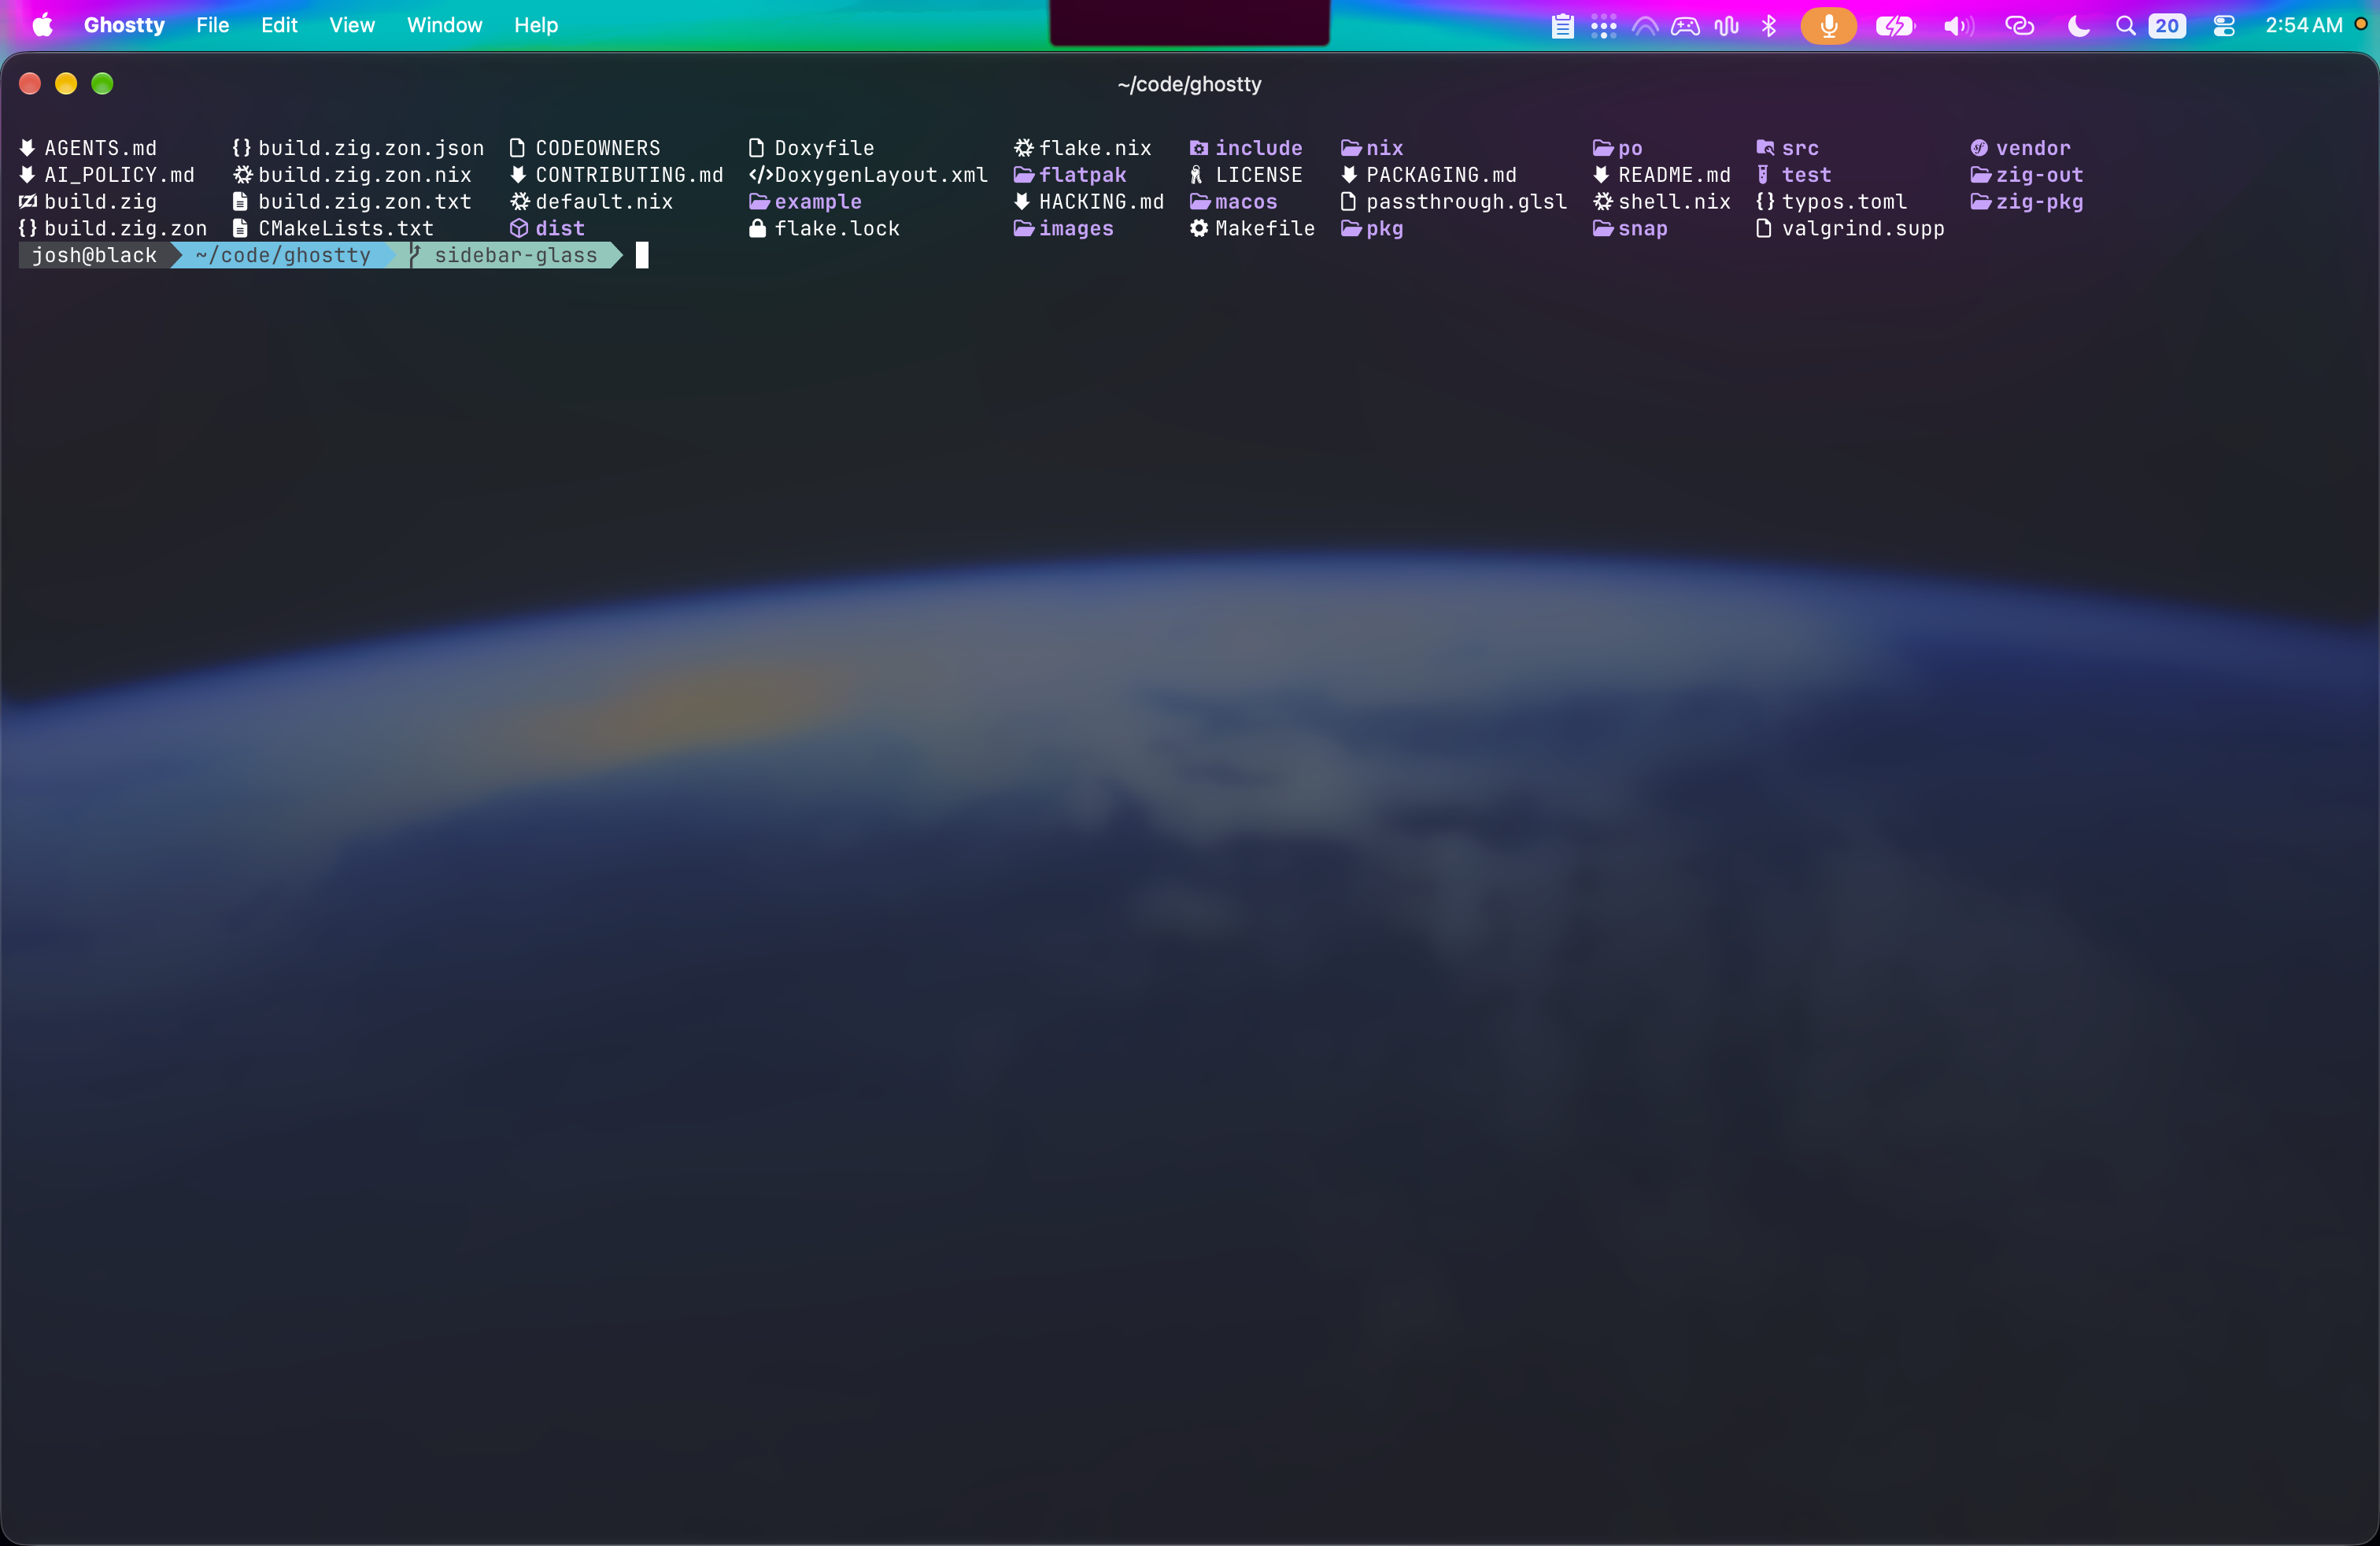 Ghostty File Edit View Window Help 20 2:54 AM
~/code/ghostty
AGENTS.md build.zig.zon.json CODEOWNERS Doxyfile flake.nix include nix po src vendor
AI_POLICY.md build.zig.zon.nix CONTRIBUTING.md DoxygenLayout.xml flatpak LICENSE PACKAGING.md README.md test zig-out
build.zig build.zig.zon.txt default.nix example HACKING.md macos passthrough.glsl shell.nix typos.toml zig-pkg
build.zig.zon CMakeLists.txt dist flake.lock images Makefile pkg snap valgrind.supp
josh@black ~/code/ghostty sidebar-glass